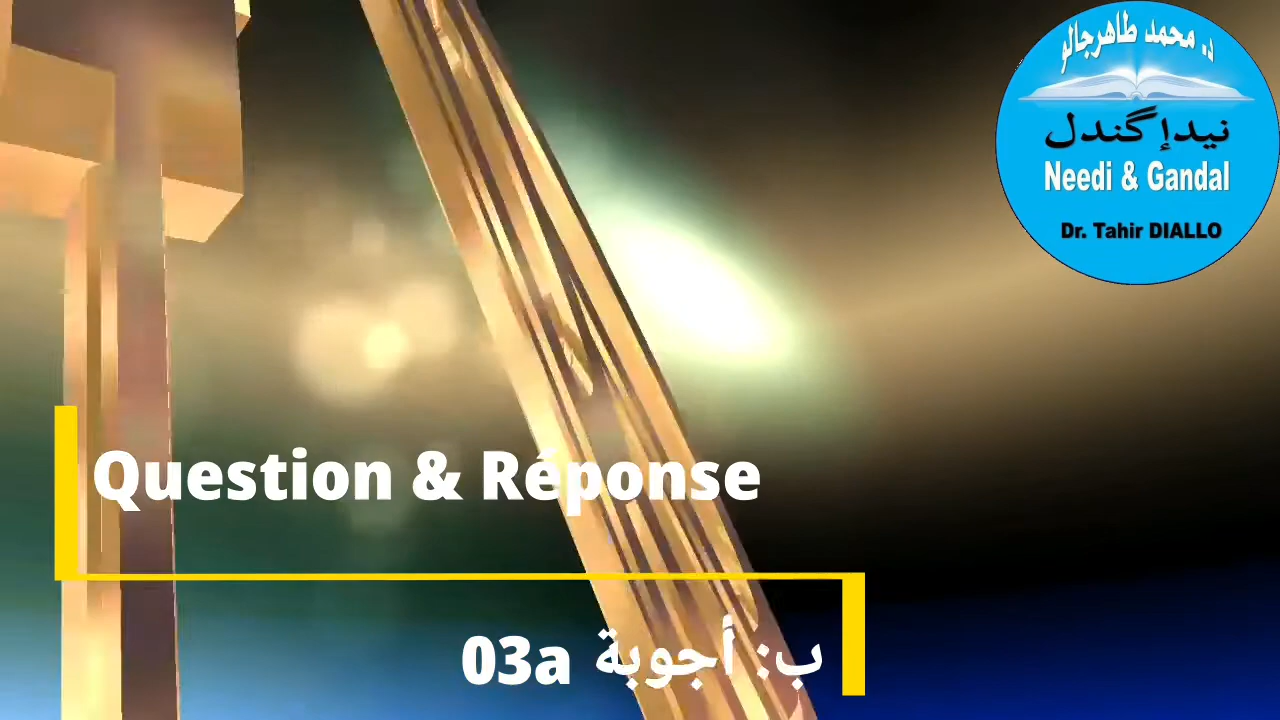 د. محمد طاهرجالو
نيدإگندل
Needi & Gandal
Dr. Tahir DIALLO
Question & Réponse
ب: أجوبة 03a